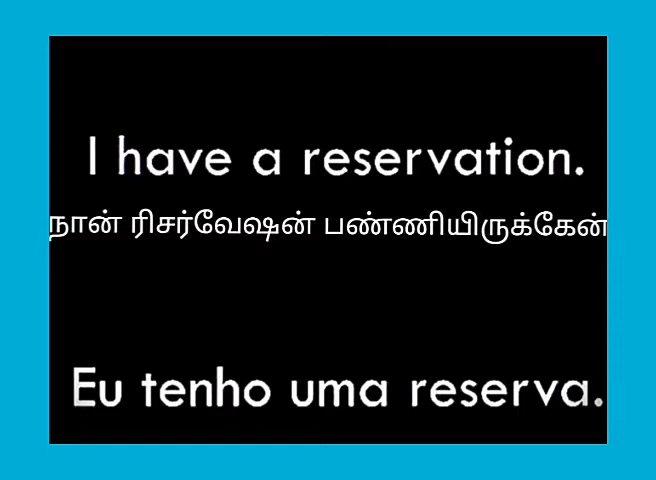 I have a reservation.
நான் ரிசர்வேஷன் பண்ணியிருக்கேன்
Eu tenho uma reserva.